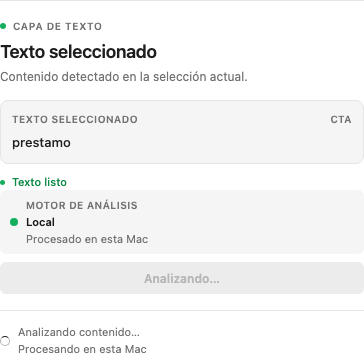 CAPA DE TEXTO
Texto seleccionado
Contenido detectado en la selección actual.
TEXTO SELECCIONADO CTA
prestamo
Texto listo
MOTOR DE ANÁLISIS
Local
Procesado en esta Mac
Analizando...
Analizando contenido...
Procesando en esta Mac